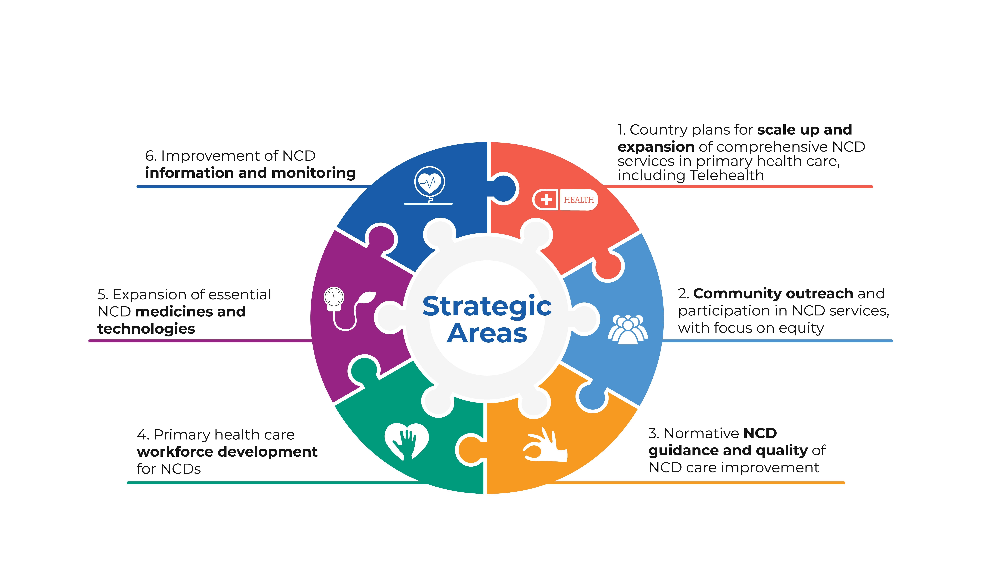 1. Country plans for scale up and
expansion of comprehensive NCD
services in primary health care,
including Telehealth
HEALTH
2. Community outreach and
participation in NCD services,
with focus on equity
3. Normative NCD
guidance and quality of
NCD care improvement
4. Primary health care
workforce development
for NCDs
5. Expansion of essential
NCD medicines and
technologies
6. Improvement of NCD
information and monitoring
Strategic
Areas